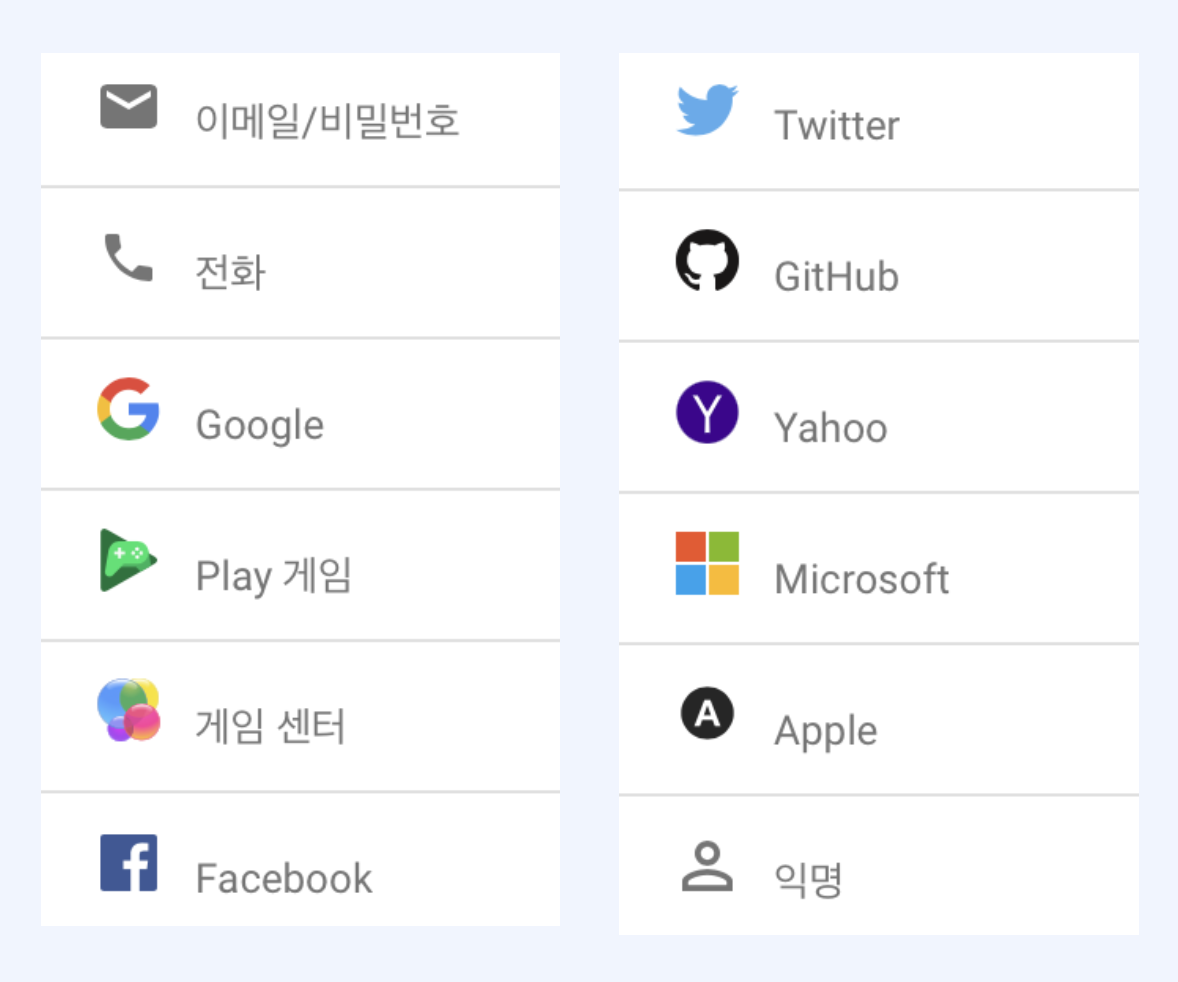 이메일/비밀번호
전화
Google
Play 게임
게임 센터
Facebook
Twitter
GitHub
Yahoo
Microsoft
Apple
익명